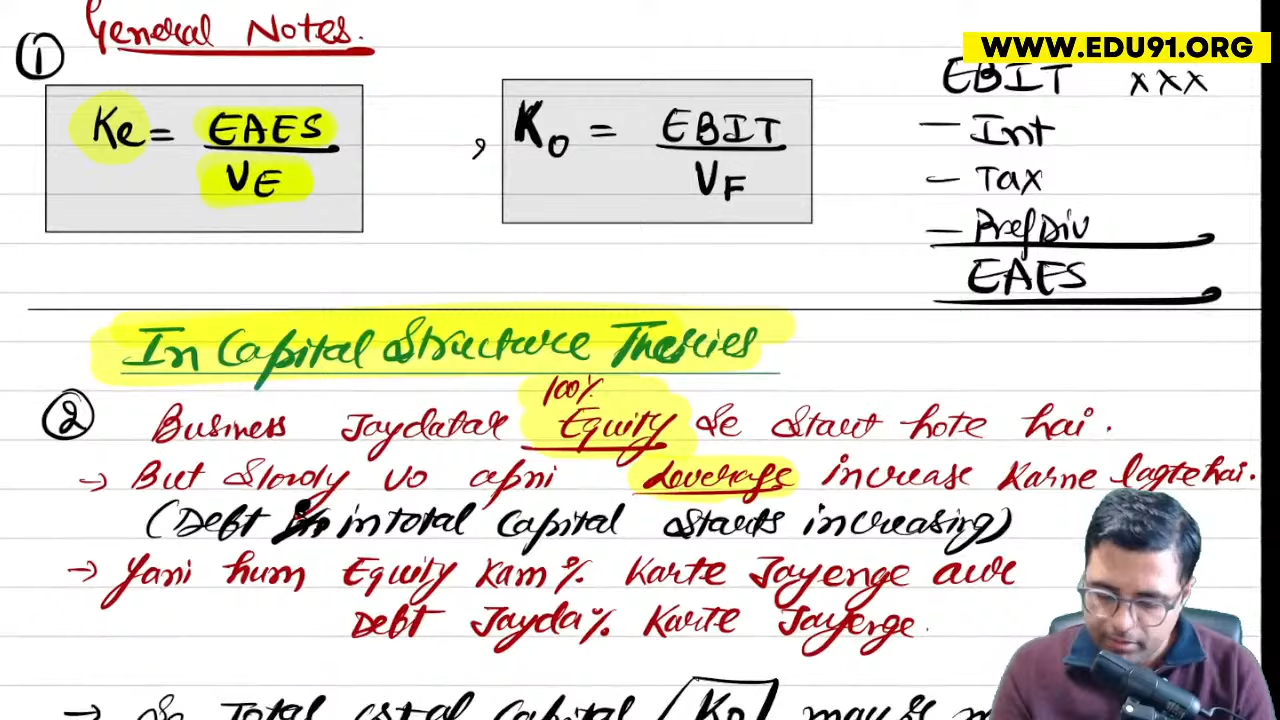 General Notes.
WWW.EDU91.ORG
①
Ke = EAES / VE , Ko = EBIT / VF
EBIT XXX
- Int
- Tax
- Pref Div
EAES
In Capital Structure Theories
100%
② Business Jaydatar Equity Se Start hote hai.
→ But Slowly vo apni Leverage increase Karne lagte hai.
(Debt in total Capital Starts increasing)
→ Yani hum Equity Kam % Karte Jayenge aur
Debt Jayda % Karte Jayenge.
→ So Total Capital Ko may